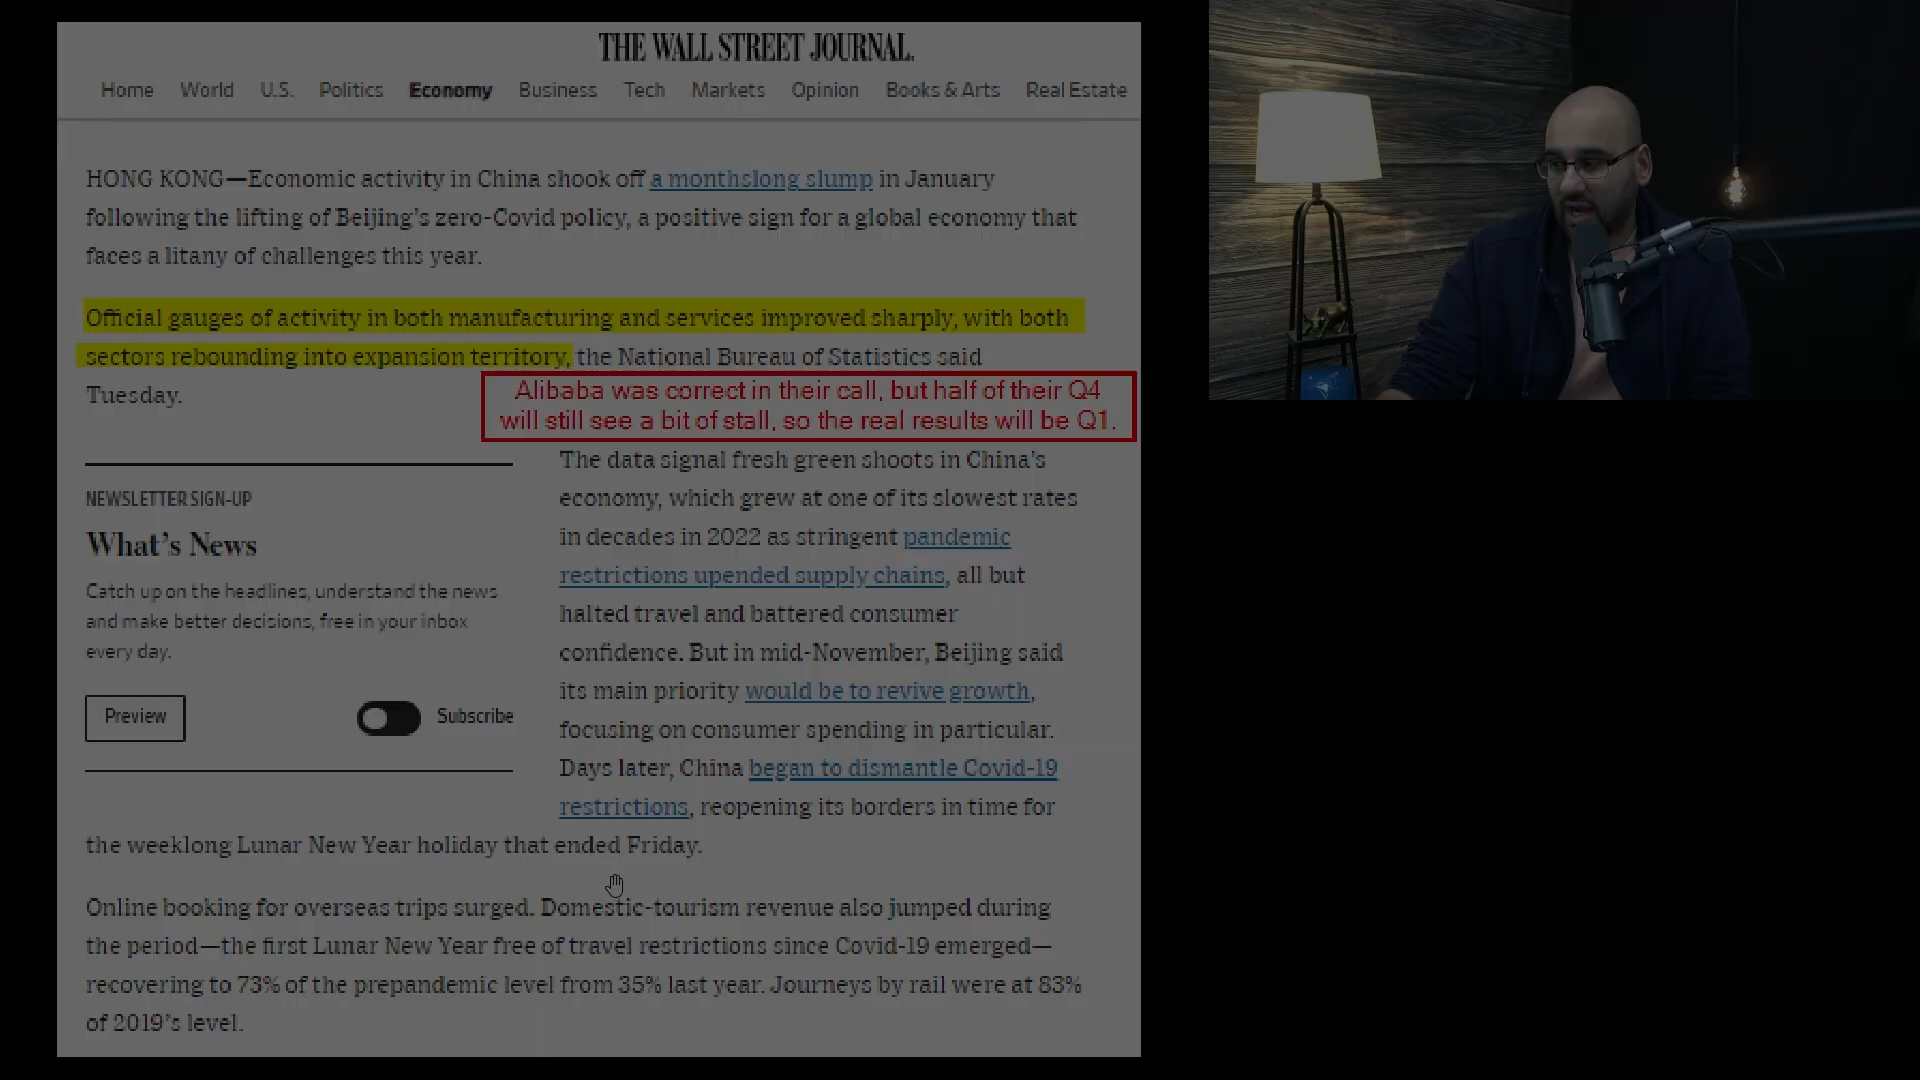 THE WALL STREET JOURNAL.
Home World U.S. Politics Economy Business Tech Markets Opinion Books & Arts Real Estate
HONG KONG—Economic activity in China shook off a monthslong slump in January
following the lifting of Beijing's zero-Covid policy, a positive sign for a global economy that
faces a litany of challenges this year.
Official gauges of activity in both manufacturing and services improved sharply, with both
sectors rebounding into expansion territory, the National Bureau of Statistics said
Tuesday.
Alibaba was correct in their call, but half of their Q4
will still see a bit of stall, so the real results will be Q1.
NEWSLETTER SIGN-UP
What's News
Catch up on the headlines, understand the news
and make better decisions, free in your inbox
every day.
Preview
Subscribe
The data signal fresh green shoots in China's
economy, which grew at one of its slowest rates
in decades in 2022 as stringent pandemic
restrictions upended supply chains, all but
halted travel and battered consumer
confidence. But in mid-November, Beijing said
its main priority would be to revive growth,
focusing on consumer spending in particular.
Days later, China began to dismantle Covid-19
restrictions, reopening its borders in time for
the weeklong Lunar New Year holiday that ended Friday.
Online booking for overseas trips surged. Domestic-tourism revenue also jumped during
the period—the first Lunar New Year free of travel restrictions since Covid-19 emerged—
recovering to 73% of the prepandemic level from 35% last year. Journeys by rail were at 83%
of 2019's level.